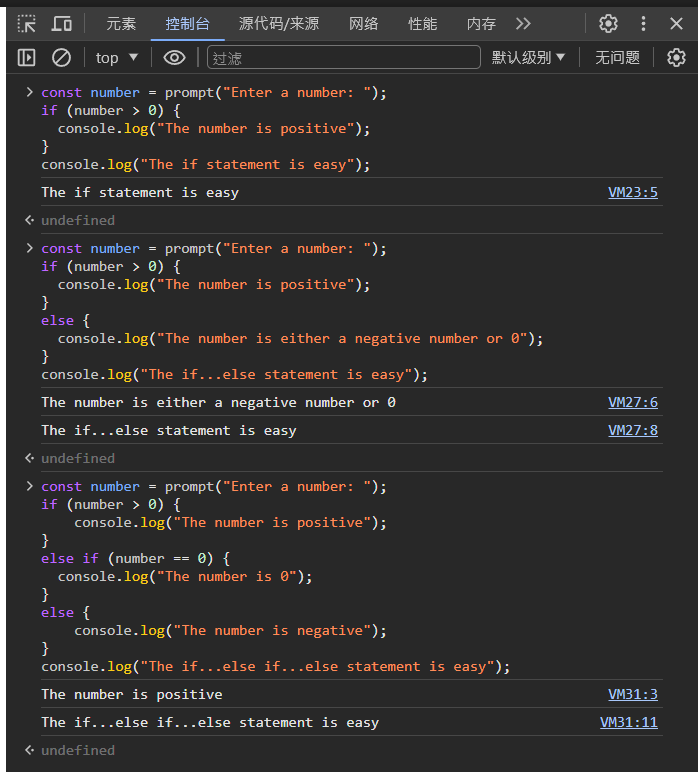 元素 控制台 源代码/来源 网络 性能 内存
top ▼ 过滤 默认级别 ▼ 无问题
const number = prompt("Enter a number: ");
if (number > 0) {
  console.log("The number is positive");
}
console.log("The if statement is easy");
The if statement is easy VM23:5
undefined
const number = prompt("Enter a number: ");
if (number > 0) {
  console.log("The number is positive");
}
else {
  console.log("The number is either a negative number or 0");
}
console.log("The if...else statement is easy");
The number is either a negative number or 0 VM27:6
The if...else statement is easy VM27:8
undefined
const number = prompt("Enter a number: ");
if (number > 0) {
    console.log("The number is positive");
}
else if (number == 0) {
  console.log("The number is 0");
}
else {
    console.log("The number is negative");
}
console.log("The if...else if...else statement is easy");
The number is positive VM31:3
The if...else if...else statement is easy VM31:11
undefined